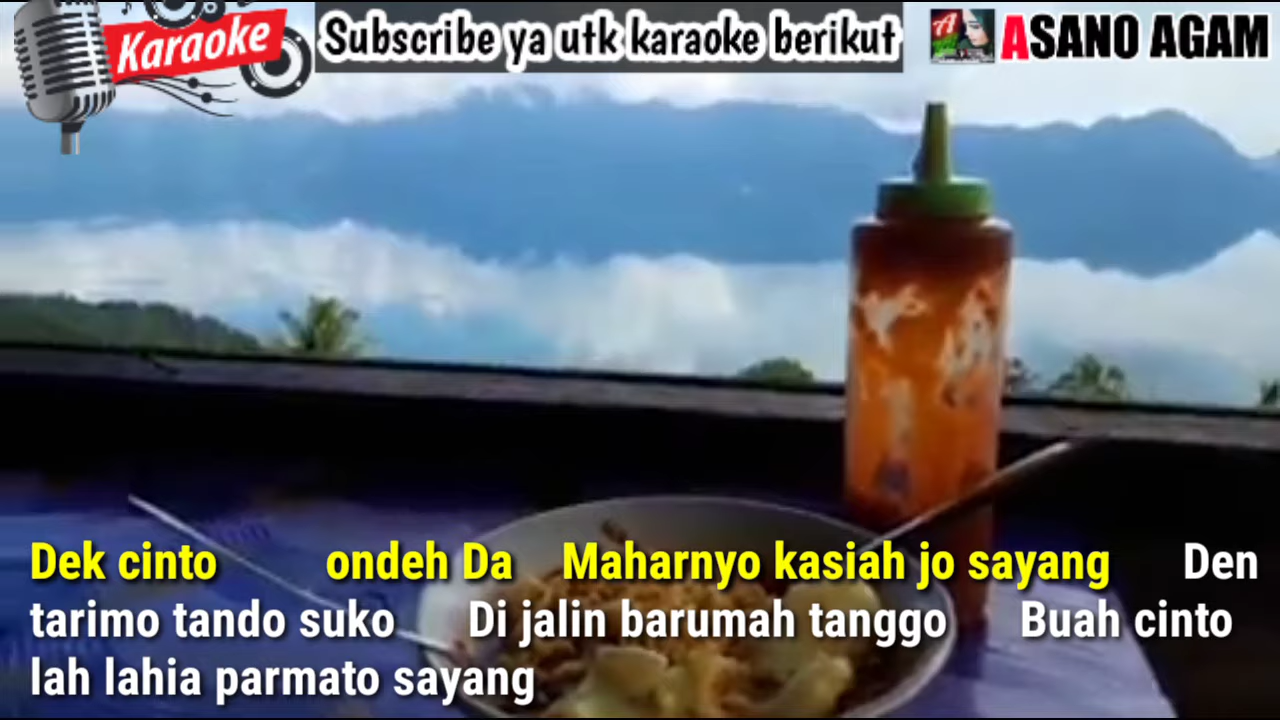 Karaoke
Subscribe ya utk karaoke berikut
ASANO AGAM
Dek cinto ondeh Da Maharnyo kasiah jo sayang Den
tarimo tando suko Di jalin barumah tanggo Buah cinto
lah lahia parmato sayang